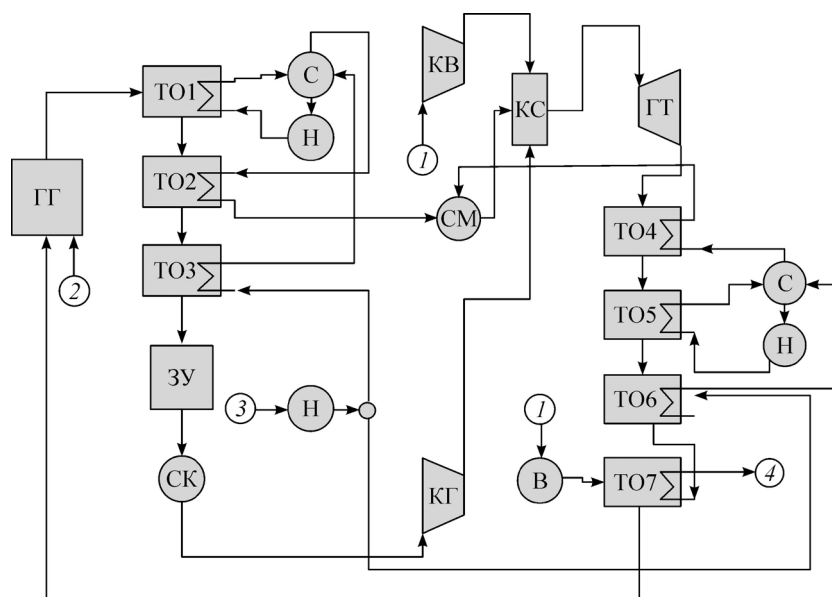 ТО1
С
КВ
КС
ГТ
Н
1
ГГ
ТО2
СМ
ТО4
2
ТО3
С
ТО5
Н
ЗУ
3
Н
1
ТО6
СК
КГ
В
ТО7
4